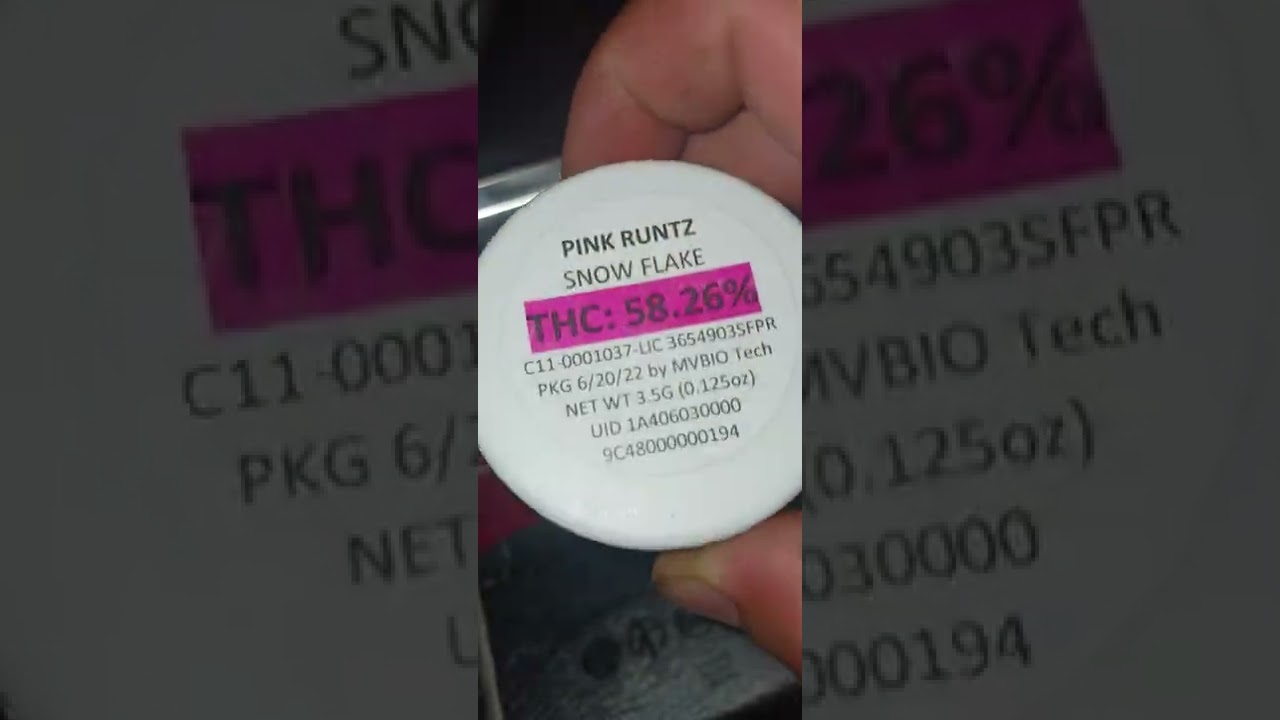 PINK RUNTZ
SNOW FLAKE
THC: 58.26%
C11-0001037-LIC 3654903SFPR
PKG 6/20/22 by MVBIO Tech
NET WT 3.5G (0.125oz)
UID 1A406030000
9C48000000194